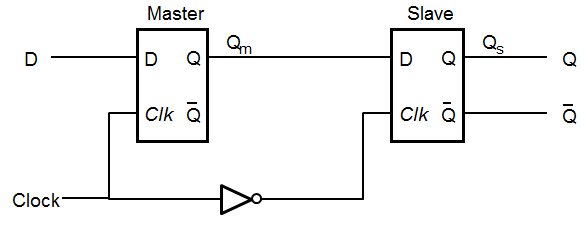 Master Slave
D D Q Qm D Q Qs Q
Clk Q̅ Clk Q̅ Q̅
Clock